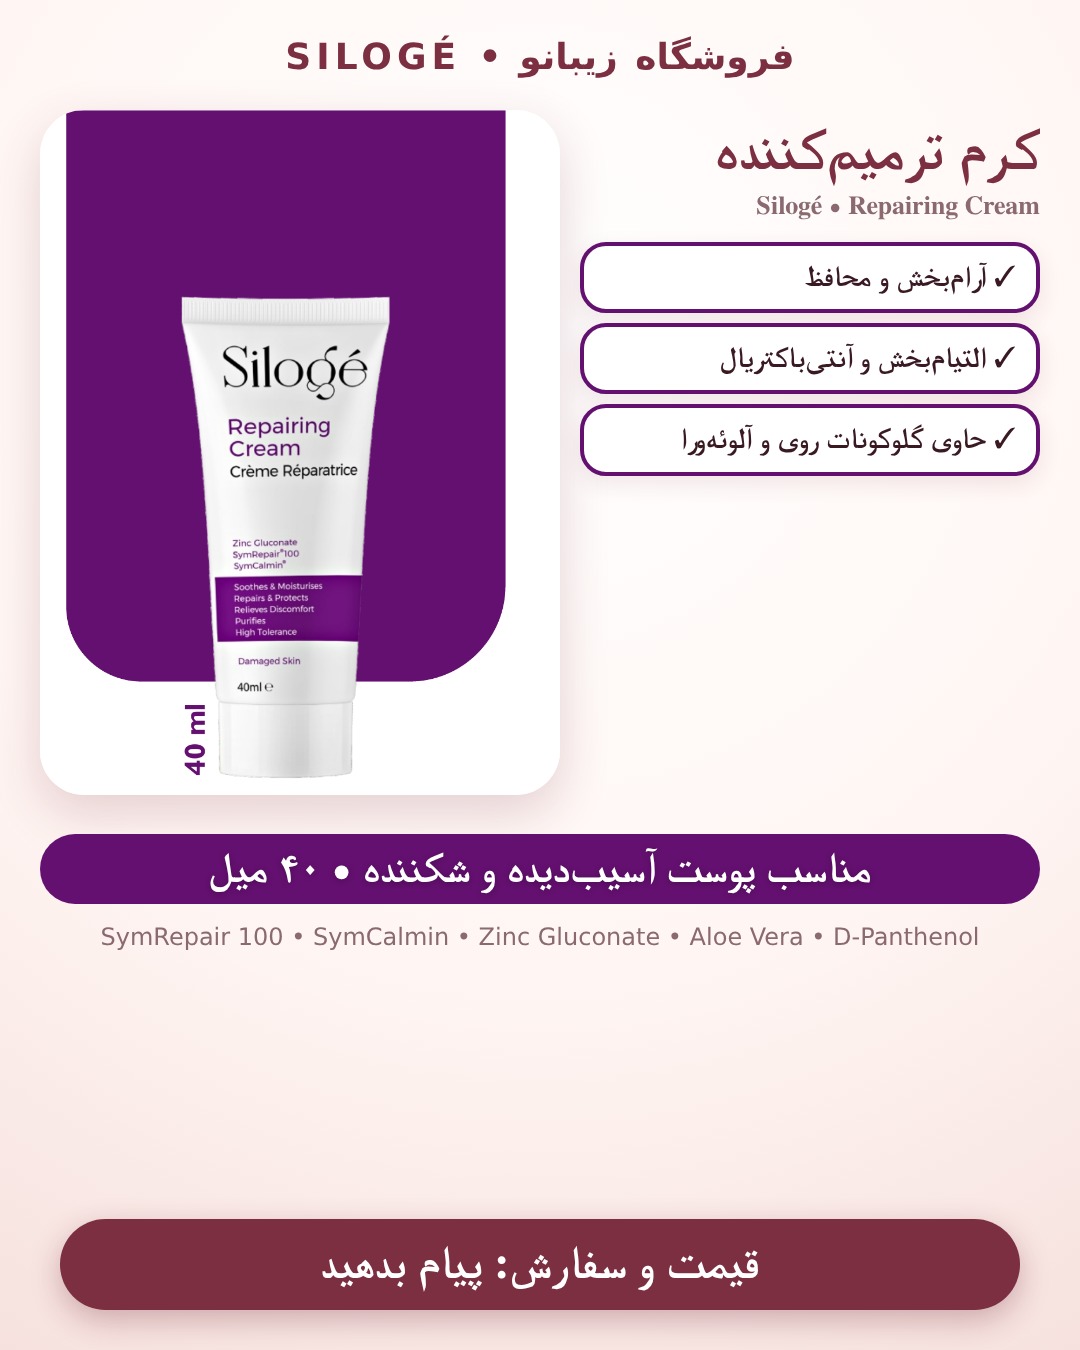 SILOGÉ • فروشگاه زیبانو
کرم ترمیم‌کننده
Silogé • Repairing Cream
✓ آرام‌بخش و محافظ
✓ التیام‌بخش و آنتی‌باکتریال
✓ حاوی گلوکونات روی و آلوئه‌ورا
Silogé
Repairing
Cream
Crème Réparatrice
Zinc Gluconate
SymRepair®100
SymCalmin®
Soothes & Moisturises
Repairs & Protects
Relieves Discomfort
Purifies
High Tolerance
Damaged Skin
40ml ℮
40 ml
مناسب پوست آسیب‌دیده و شکننده • ۴۰ میل
SymRepair 100 • SymCalmin • Zinc Gluconate • Aloe Vera • D-Panthenol
قیمت و سفارش: پیام بدهید